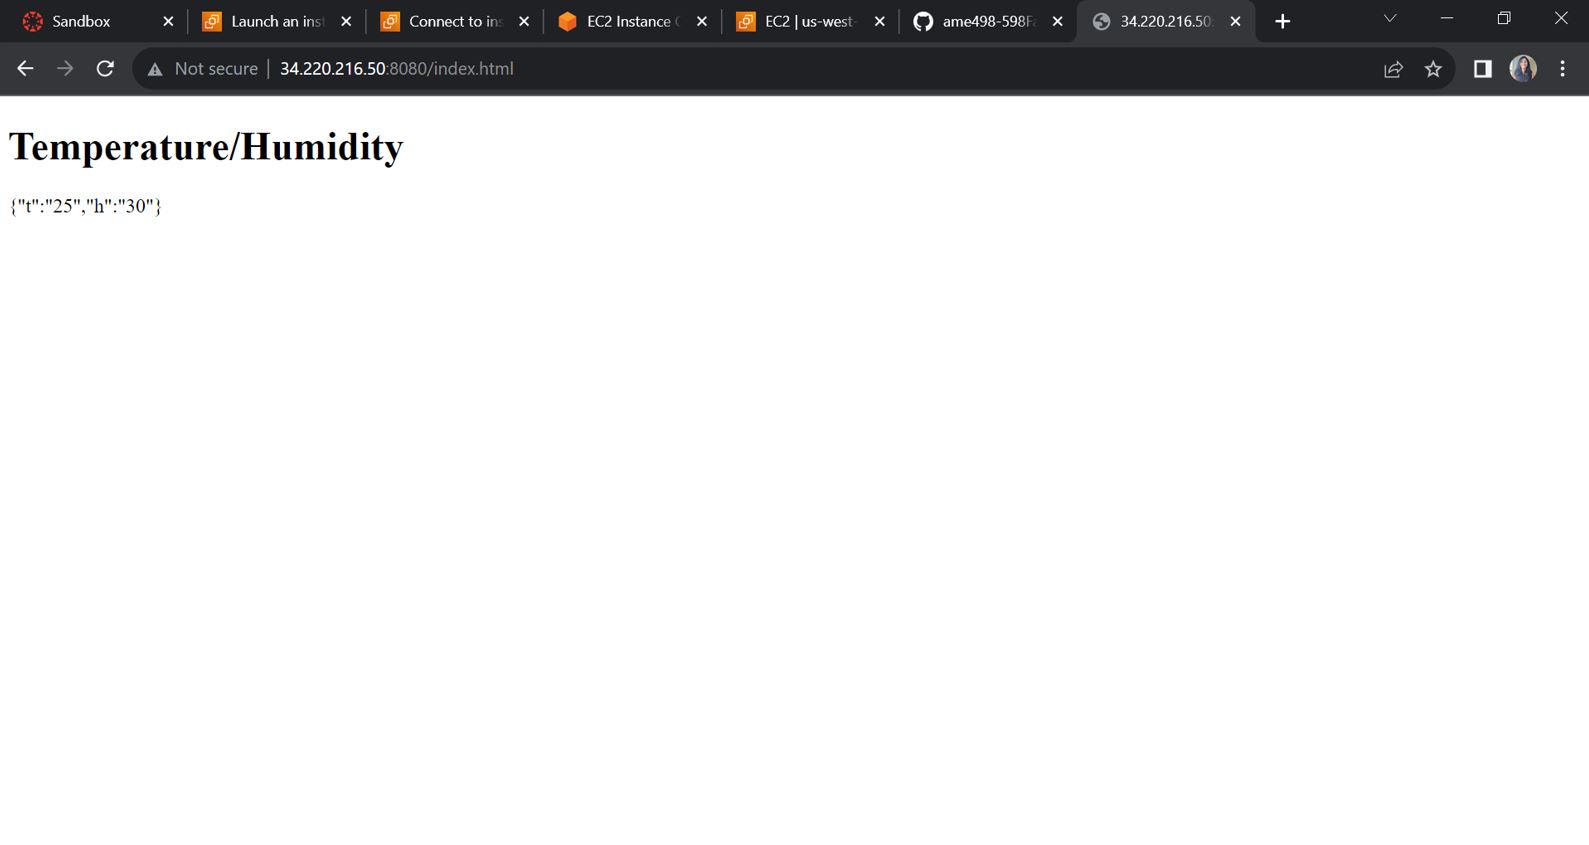 Sandbox
Launch an inst
Connect to ins
EC2 Instance C
EC2 | us-west-
ame498-598Fa
34.220.216.50:
Not secure
34.220.216.50:8080/index.html
Temperature/Humidity
{"t":"25","h":"30"}